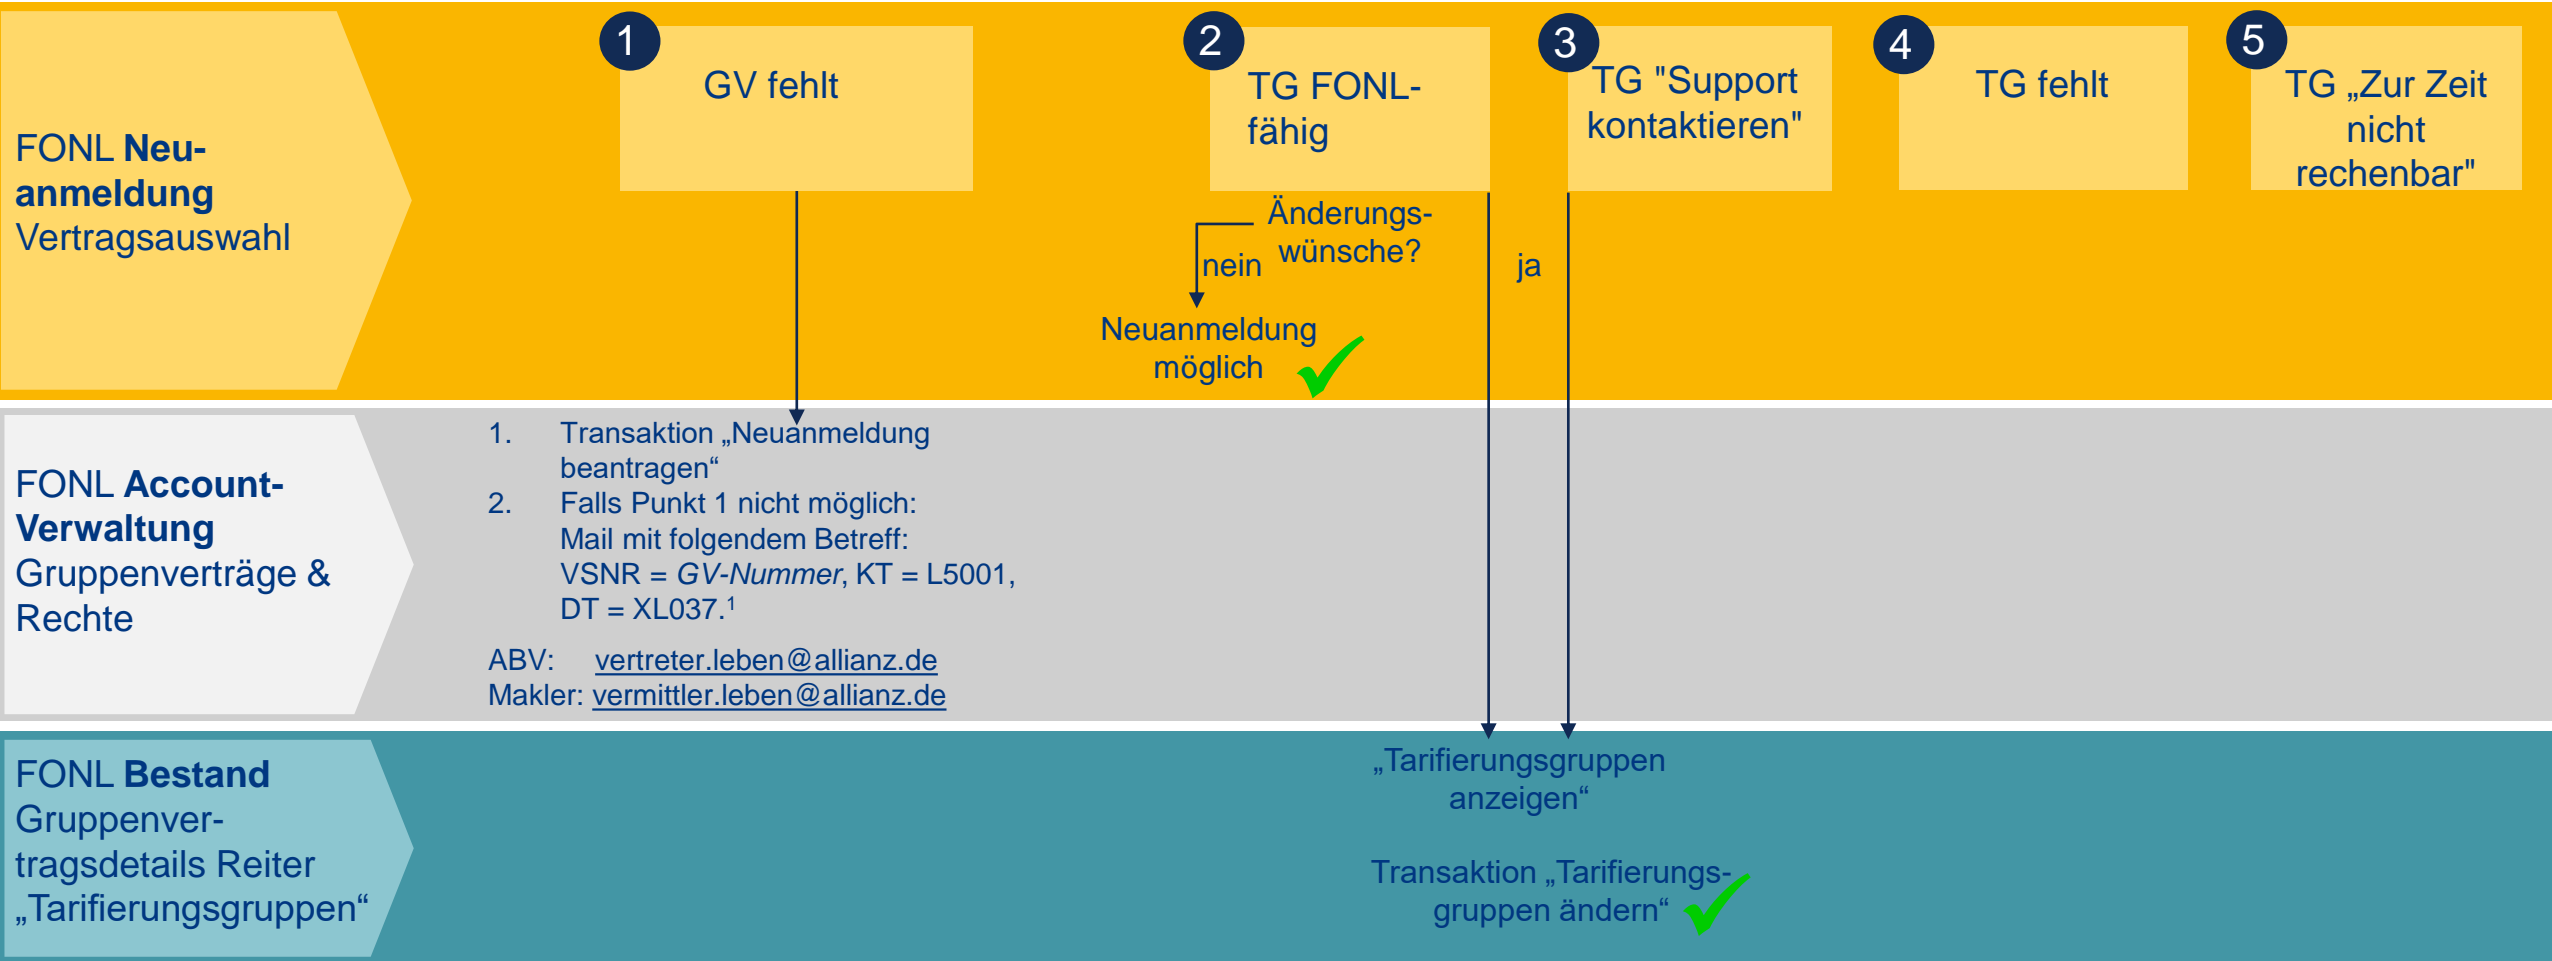 FONL Neu-
anmeldung
Vertragsauswahl
1
GV fehlt
2
TG FONL-
fähig
3
TG "Support
kontaktieren"
4
TG fehlt
5
TG „Zur Zeit
nicht
rechenbar"
Änderungs-
wünsche?
nein
ja
Neuanmeldung
möglich
FONL Account-
Verwaltung
Gruppenverträge &
Rechte
1. Transaktion „Neuanmeldung
beantragen“
2. Falls Punkt 1 nicht möglich:
Mail mit folgendem Betreff:
VSNR = GV-Nummer, KT = L5001,
DT = XL037.¹
ABV: vertreter.leben@allianz.de
Makler: vermittler.leben@allianz.de
FONL Bestand
Gruppenver-
tragsdetails Reiter
„Tarifierungsgruppen“
„Tarifierungsgruppen
anzeigen“
Transaktion „Tarifierungs-
gruppen ändern“